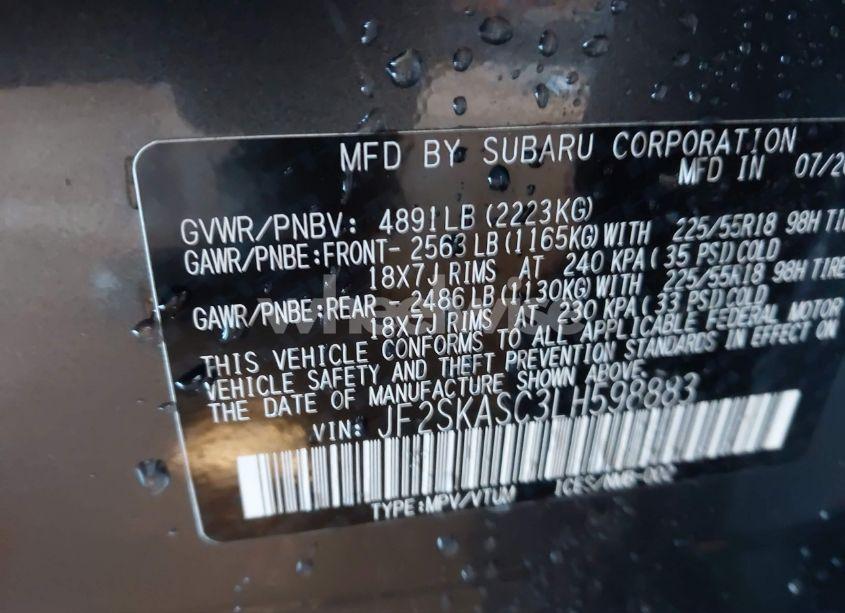 MFD BY SUBARU CORPORATION
MFD IN 07/20
GVWR/PNBV: 4891LB (2223KG)
GAWR/PNBE:FRONT- 2563 LB(1165KG)WITH 225/55R18 98H TIRE
18X7J RIMS AT 240 KPA( 35 PSI)COLD
GAWR/PNBE:REAR - 2486 LB(1130KG)WITH 225/55R18 98H TIRE
18X7J RIMS AT 230 KPA( 33 PSI)COLD
THIS VEHICLE CONFORMS TO ALL APPLICABLE FEDERAL MOTOR
VEHICLE SAFETY AND THEFT PREVENTION STANDARDS IN EFFECT ON
THE DATE OF MANUFACTURE SHOWN ABOVE.
VIN: JF2SKASC3LH598883
TYPE:MPV/VTUM